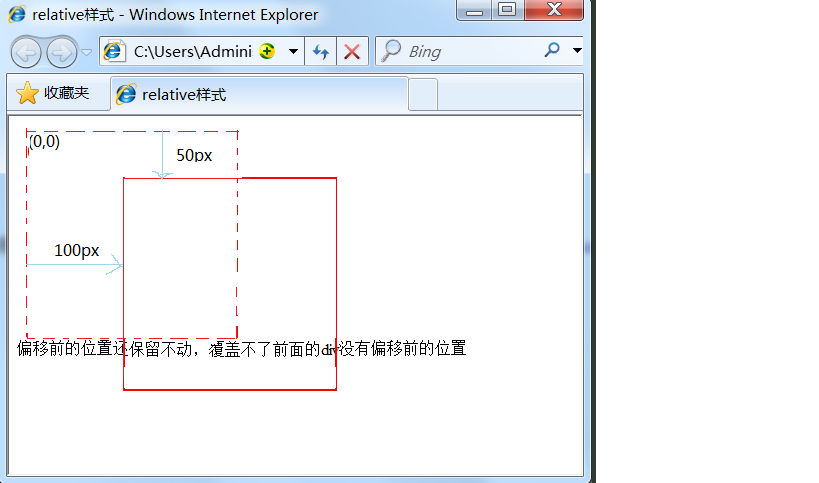 relative样式 - Windows Internet Explorer
C:\Users\Admini
Bing
收藏夹
relative样式
(0,0)
50px
100px
偏移前的位置还保留不动，覆盖不了前面的div没有偏移前的位置